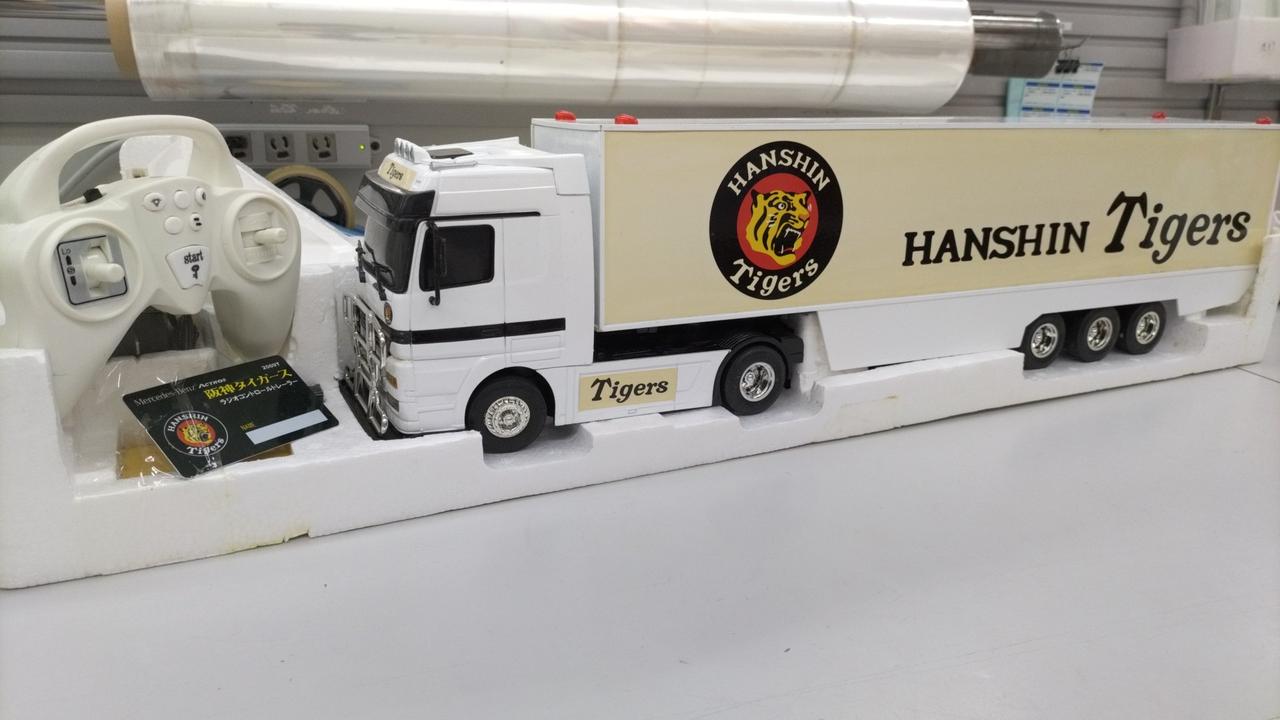 HANSHIN
Tigers
HANSHIN Tigers
Tigers
Tigers
start
Mercedes-Benz ACTROS
阪神タイガース
ラジオコントロールトレーラー
HANSHIN
Tigers
NAME